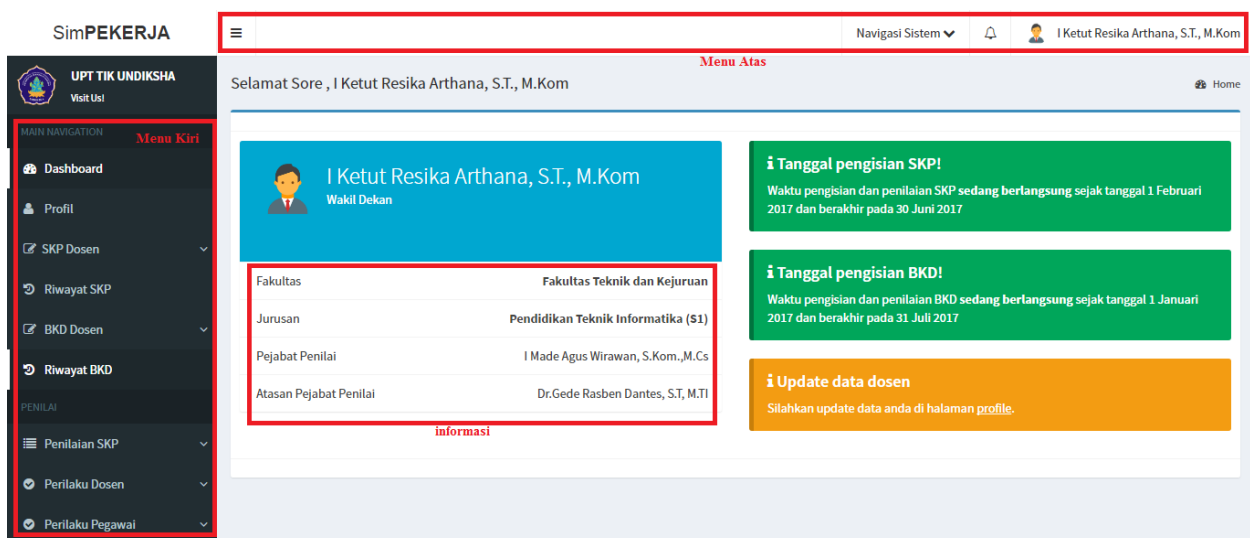 SimPEKERJA
Navigasi Sistem
I Ketut Resika Arthana, S.T., M.Kom
Menu Atas
UPT TIK UNDIKSHA
Visit Us!
Selamat Sore , I Ketut Resika Arthana, S.T., M.Kom
Home
MAIN NAVIGATION
Menu Kiri
Dashboard
Profil
SKP Dosen
Riwayat SKP
BKD Dosen
Riwayat BKD
PENILAI
Penilaian SKP
Perilaku Dosen
Perilaku Pegawai
I Ketut Resika Arthana, S.T., M.Kom
Wakil Dekan
Fakultas Fakultas Teknik dan Kejuruan
Jurusan Pendidikan Teknik Informatika (S1)
Pejabat Penilai I Made Agus Wirawan, S.Kom.,M.Cs
Atasan Pejabat Penilai Dr.Gede Rasben Dantes, S.T, M.TI
informasi
Tanggal pengisian SKP!
Waktu pengisian dan penilaian SKP sedang berlangsung sejak tanggal 1 Februari
2017 dan berakhir pada 30 Juni 2017
Tanggal pengisian BKD!
Waktu pengisian dan penilaian BKD sedang berlangsung sejak tanggal 1 Januari
2017 dan berakhir pada 31 Juli 2017
Update data dosen
Silahkan update data anda di halaman profile.